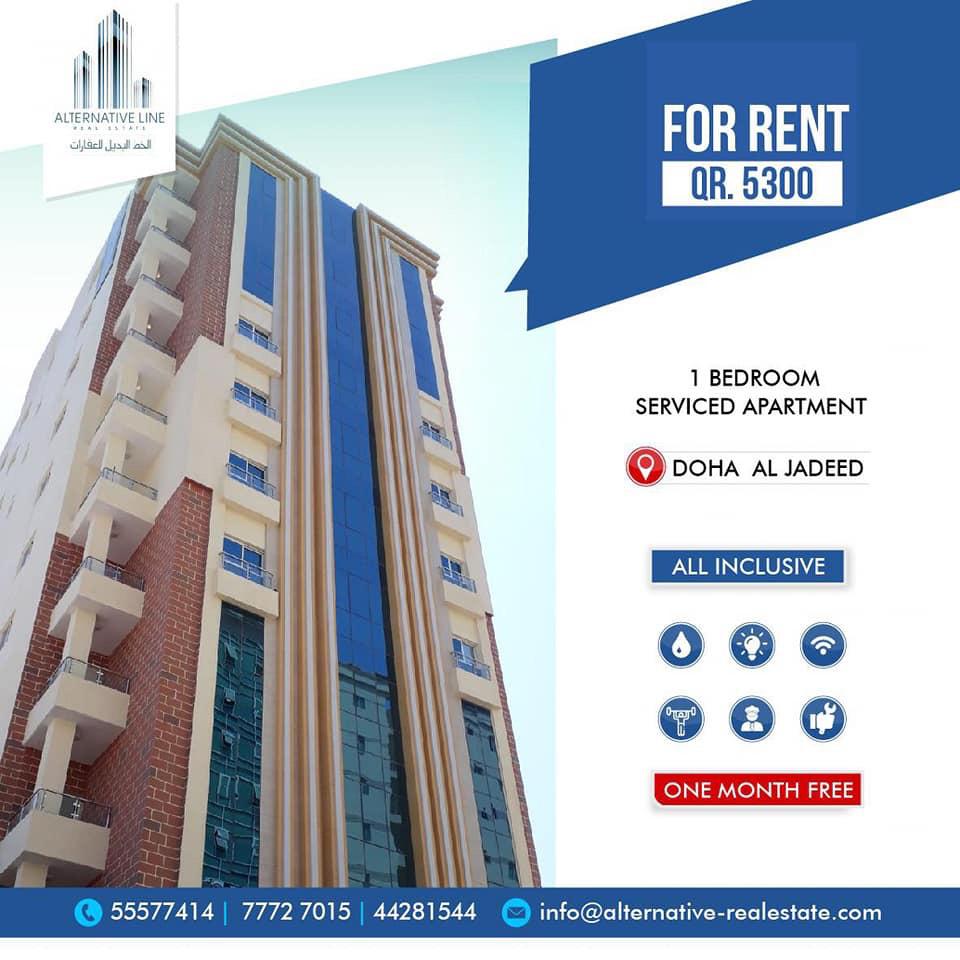 ALTERNATIVE LINE
REAL ESTATE
الخط البديل للعقارات
FOR RENT
QR. 5300
1 BEDROOM
SERVICED APARTMENT
DOHA AL JADEED
ALL INCLUSIVE
ONE MONTH FREE
55577414 | 7772 7015 | 44281544 info@alternative-realestate.com